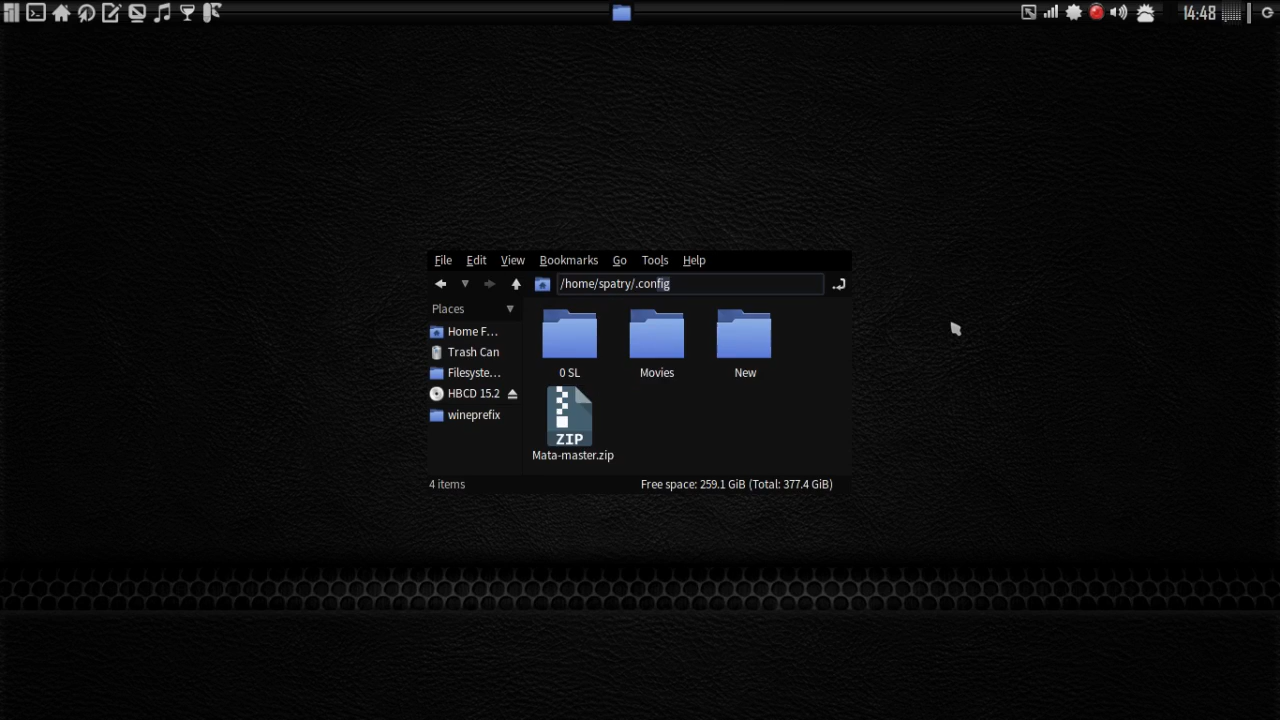 14:48
File Edit View Bookmarks Go Tools Help
/home/spatry/.config
Places
Home F...
Trash Can
Filesyste...
HBCD 15.2
wineprefix
0 SL Movies New
ZIP
Mata-master.zip
4 items Free space: 259.1 GiB (Total: 377.4 GiB)